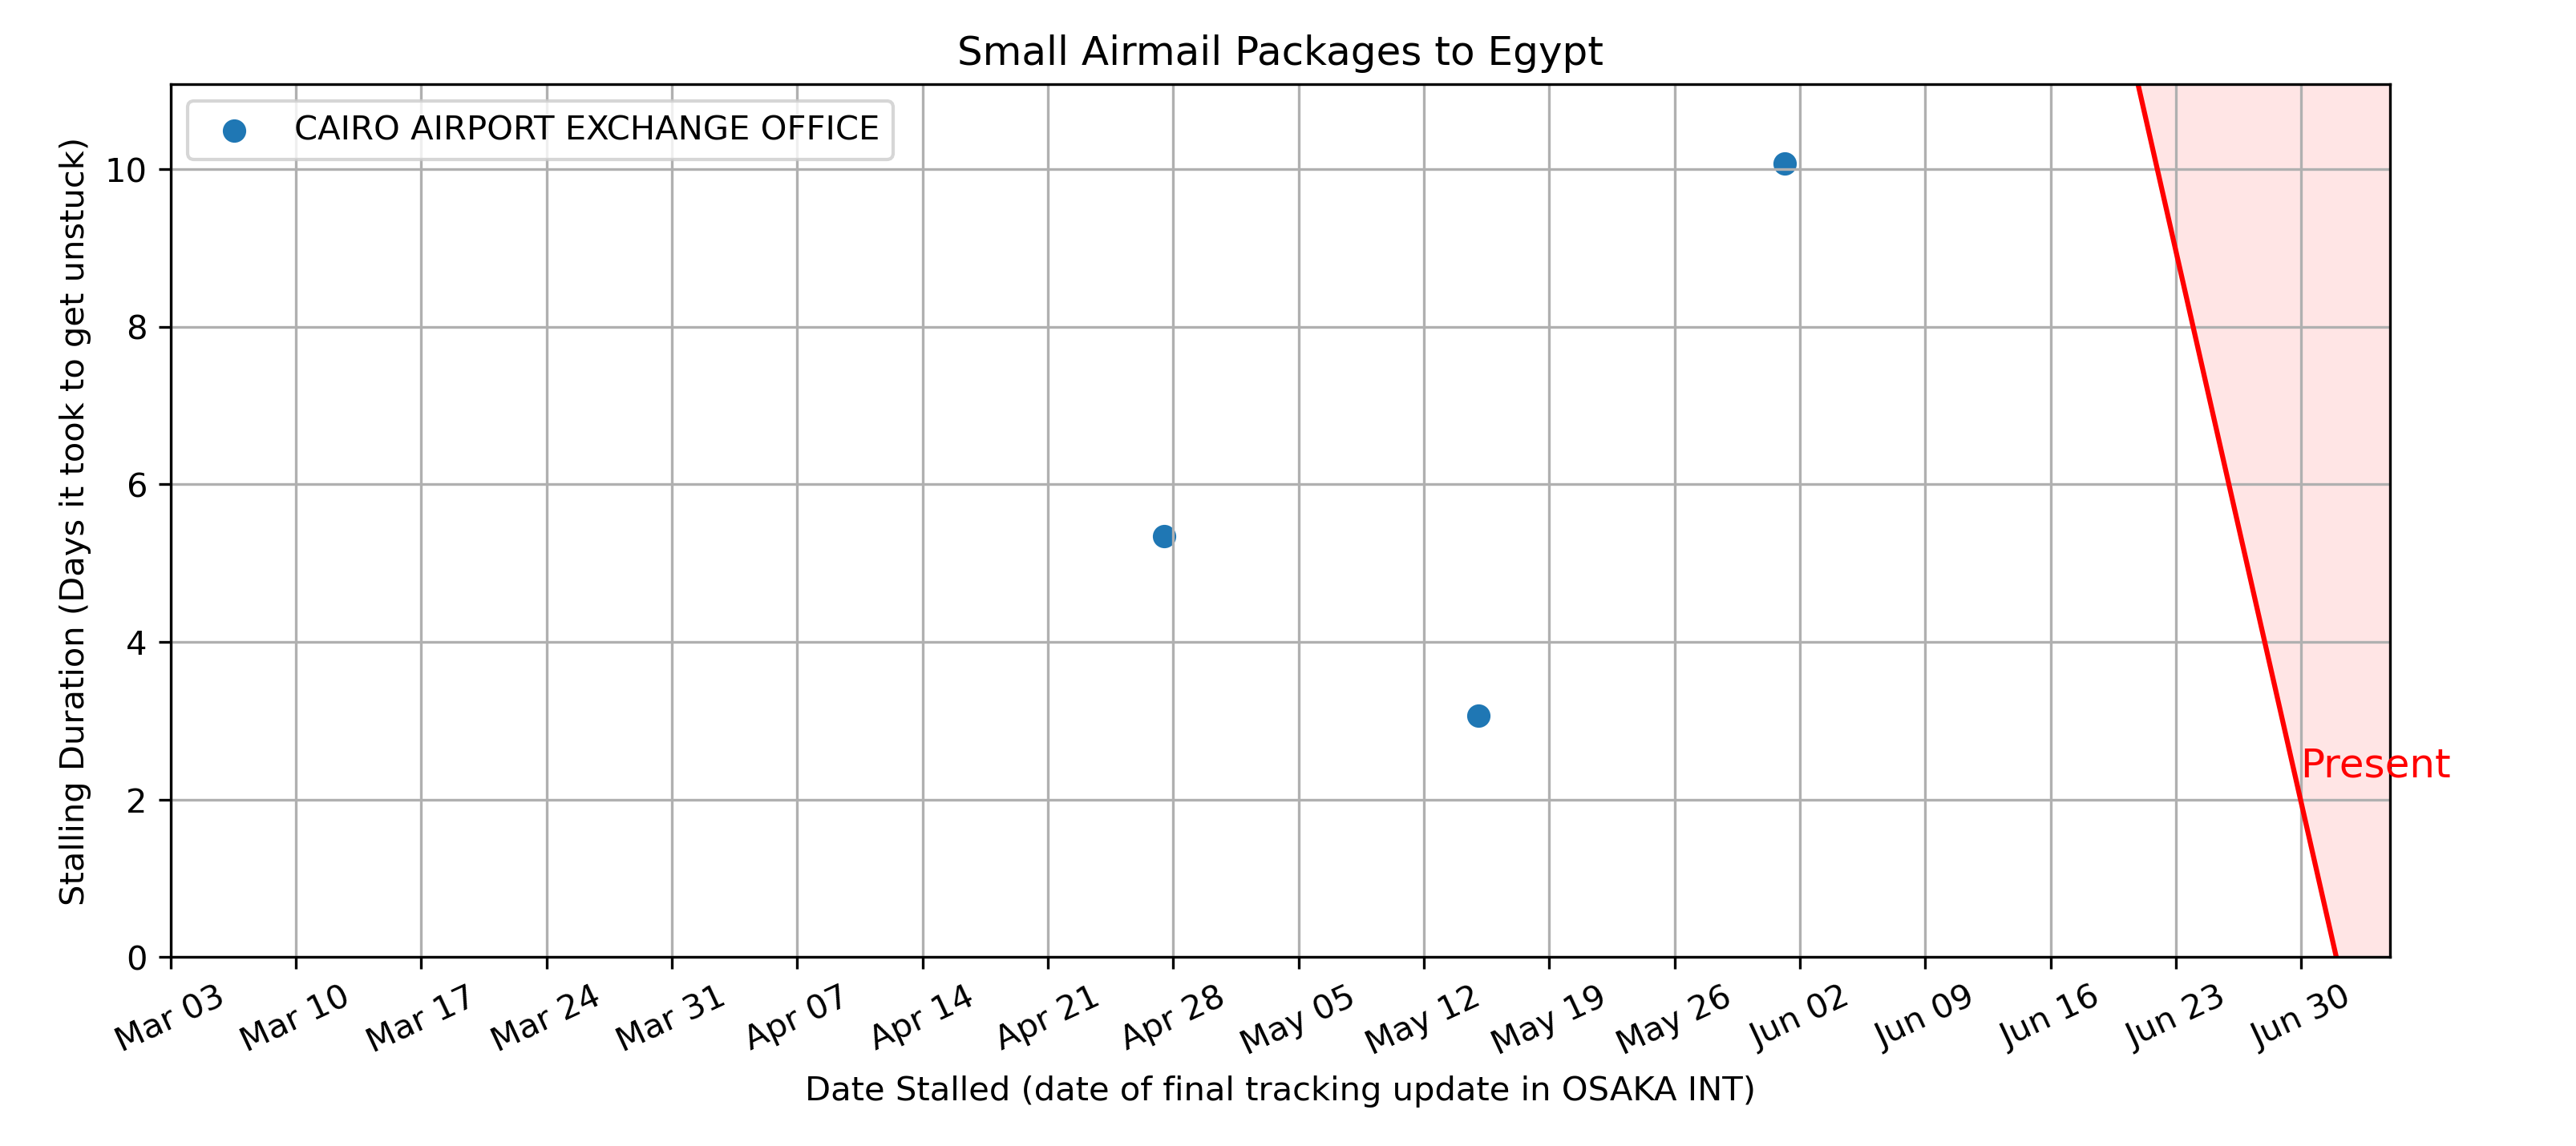 Small Airmail Packages to Egypt
CAIRO AIRPORT EXCHANGE OFFICE
Stalling Duration (Days it took to get unstuck)
10
8
6
4
2
0
Present
Mar 03
Mar 10
Mar 17
Mar 24
Mar 31
Apr 07
Apr 14
Apr 21
Apr 28
May 05
May 12
May 19
May 26
Jun 02
Jun 09
Jun 16
Jun 23
Jun 30
Date Stalled (date of final tracking update in OSAKA INT)